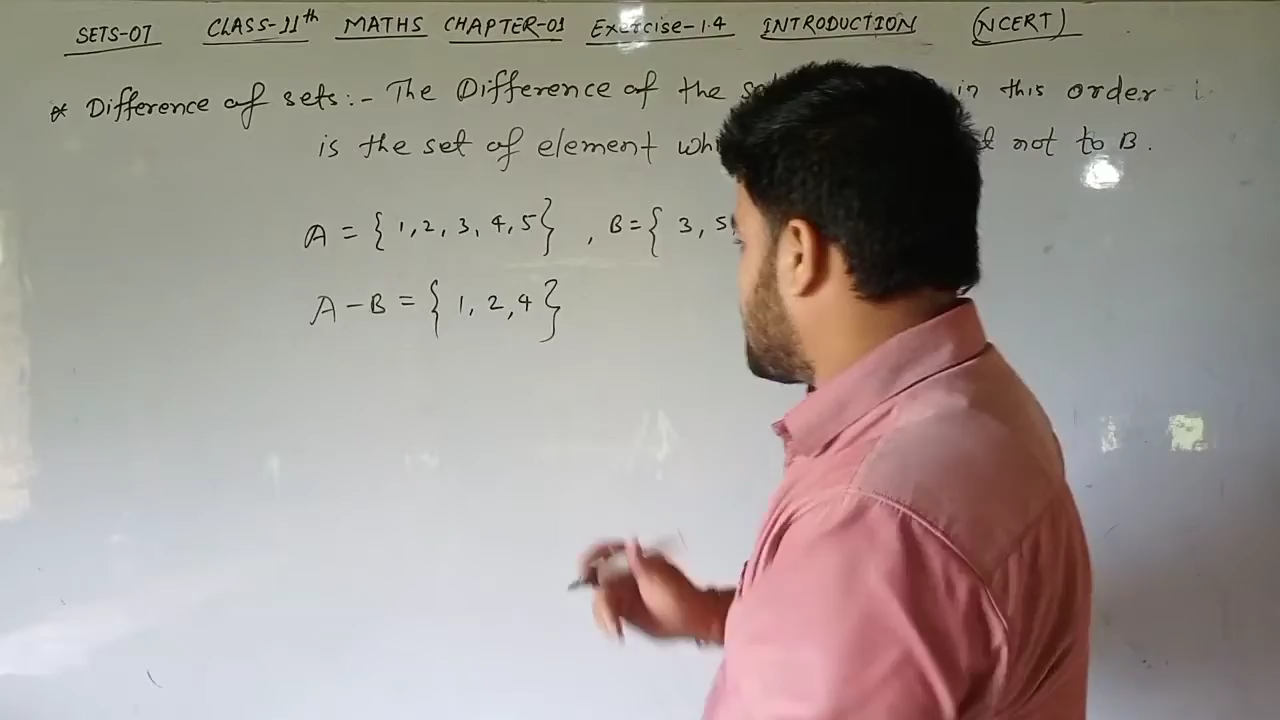 SETS-07 CLASS-11th MATHS CHAPTER-01 Exercise-1.4 INTRODUCTION (NCERT)
* Difference of sets:- The Difference of the in this order
is the set of element not to B.
A = { 1, 2, 3, 4, 5 } , B = { 3, 5
A - B = { 1, 2, 4 }